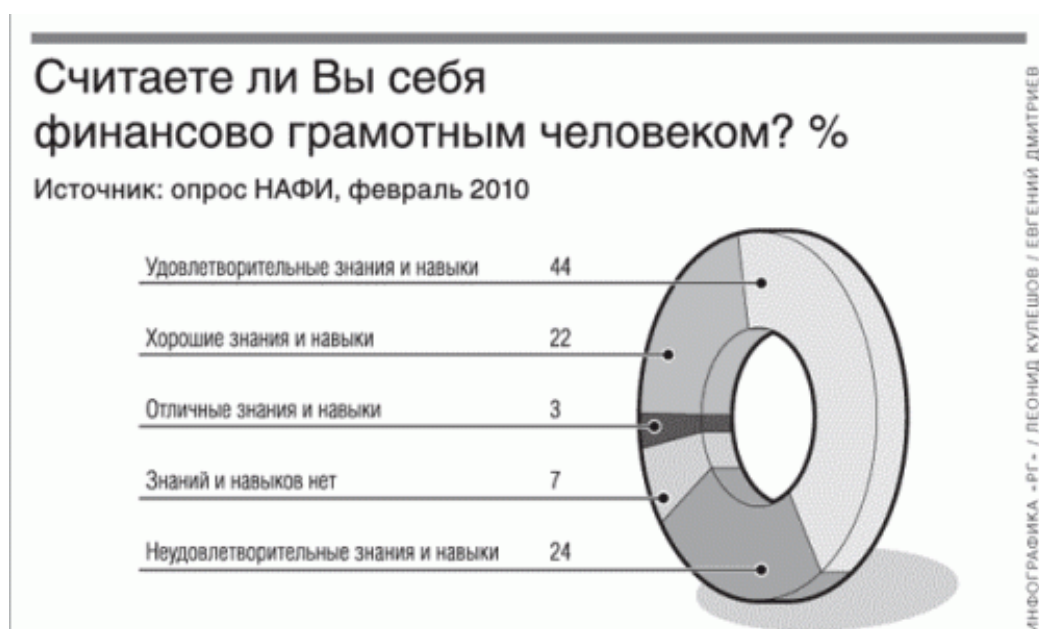 Считаете ли Вы себя
финансово грамотным человеком? %
Источник: опрос НАФИ, февраль 2010
Удовлетворительные знания и навыки 44
Хорошие знания и навыки 22
Отличные знания и навыки 3
Знаний и навыков нет 7
Неудовлетворительные знания и навыки 24
ИНФОГРАФИКА «РГ» / ЛЕОНИД КУЛЕШОВ / ЕВГЕНИЙ ДМИТРИЕВ